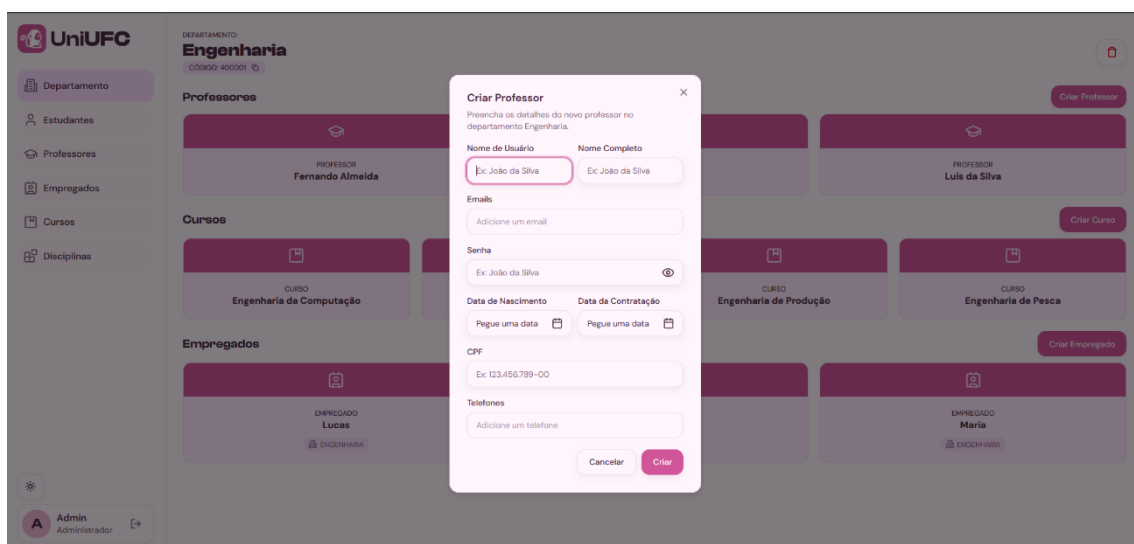 UniUFC
Departamento
Estudantes
Professores
Empregados
Cursos
Disciplinas
A
Admin
Administrador
DEPARTAMENTO:
Engenharia
CÓDIGO: 400001
Professores
Criar Professor
PROFESSOR
Fernando Almeida
PROFESSOR
Luis da Silva
Cursos
Criar Curso
CURSO
Engenharia da Computação
CURSO
Engenharia de Produção
CURSO
Engenharia de Pesca
Empregados
Criar Empregado
EMPREGADO
Lucas
ENGENHARIA
EMPREGADO
Maria
ENGENHARIA
Criar Professor
Preencha os detalhes do novo professor no
departamento Engenharia.
Nome de Usuário
Nome Completo
Ex: João da Silva
Ex: João da Silva
Emails
Adicione um email
Senha
Ex: João da Silva
Data de Nascimento
Data da Contratação
Pegue uma data
Pegue uma data
CPF
Ex: 123.456.789-00
Telefones
Adicione um telefone
Cancelar
Criar